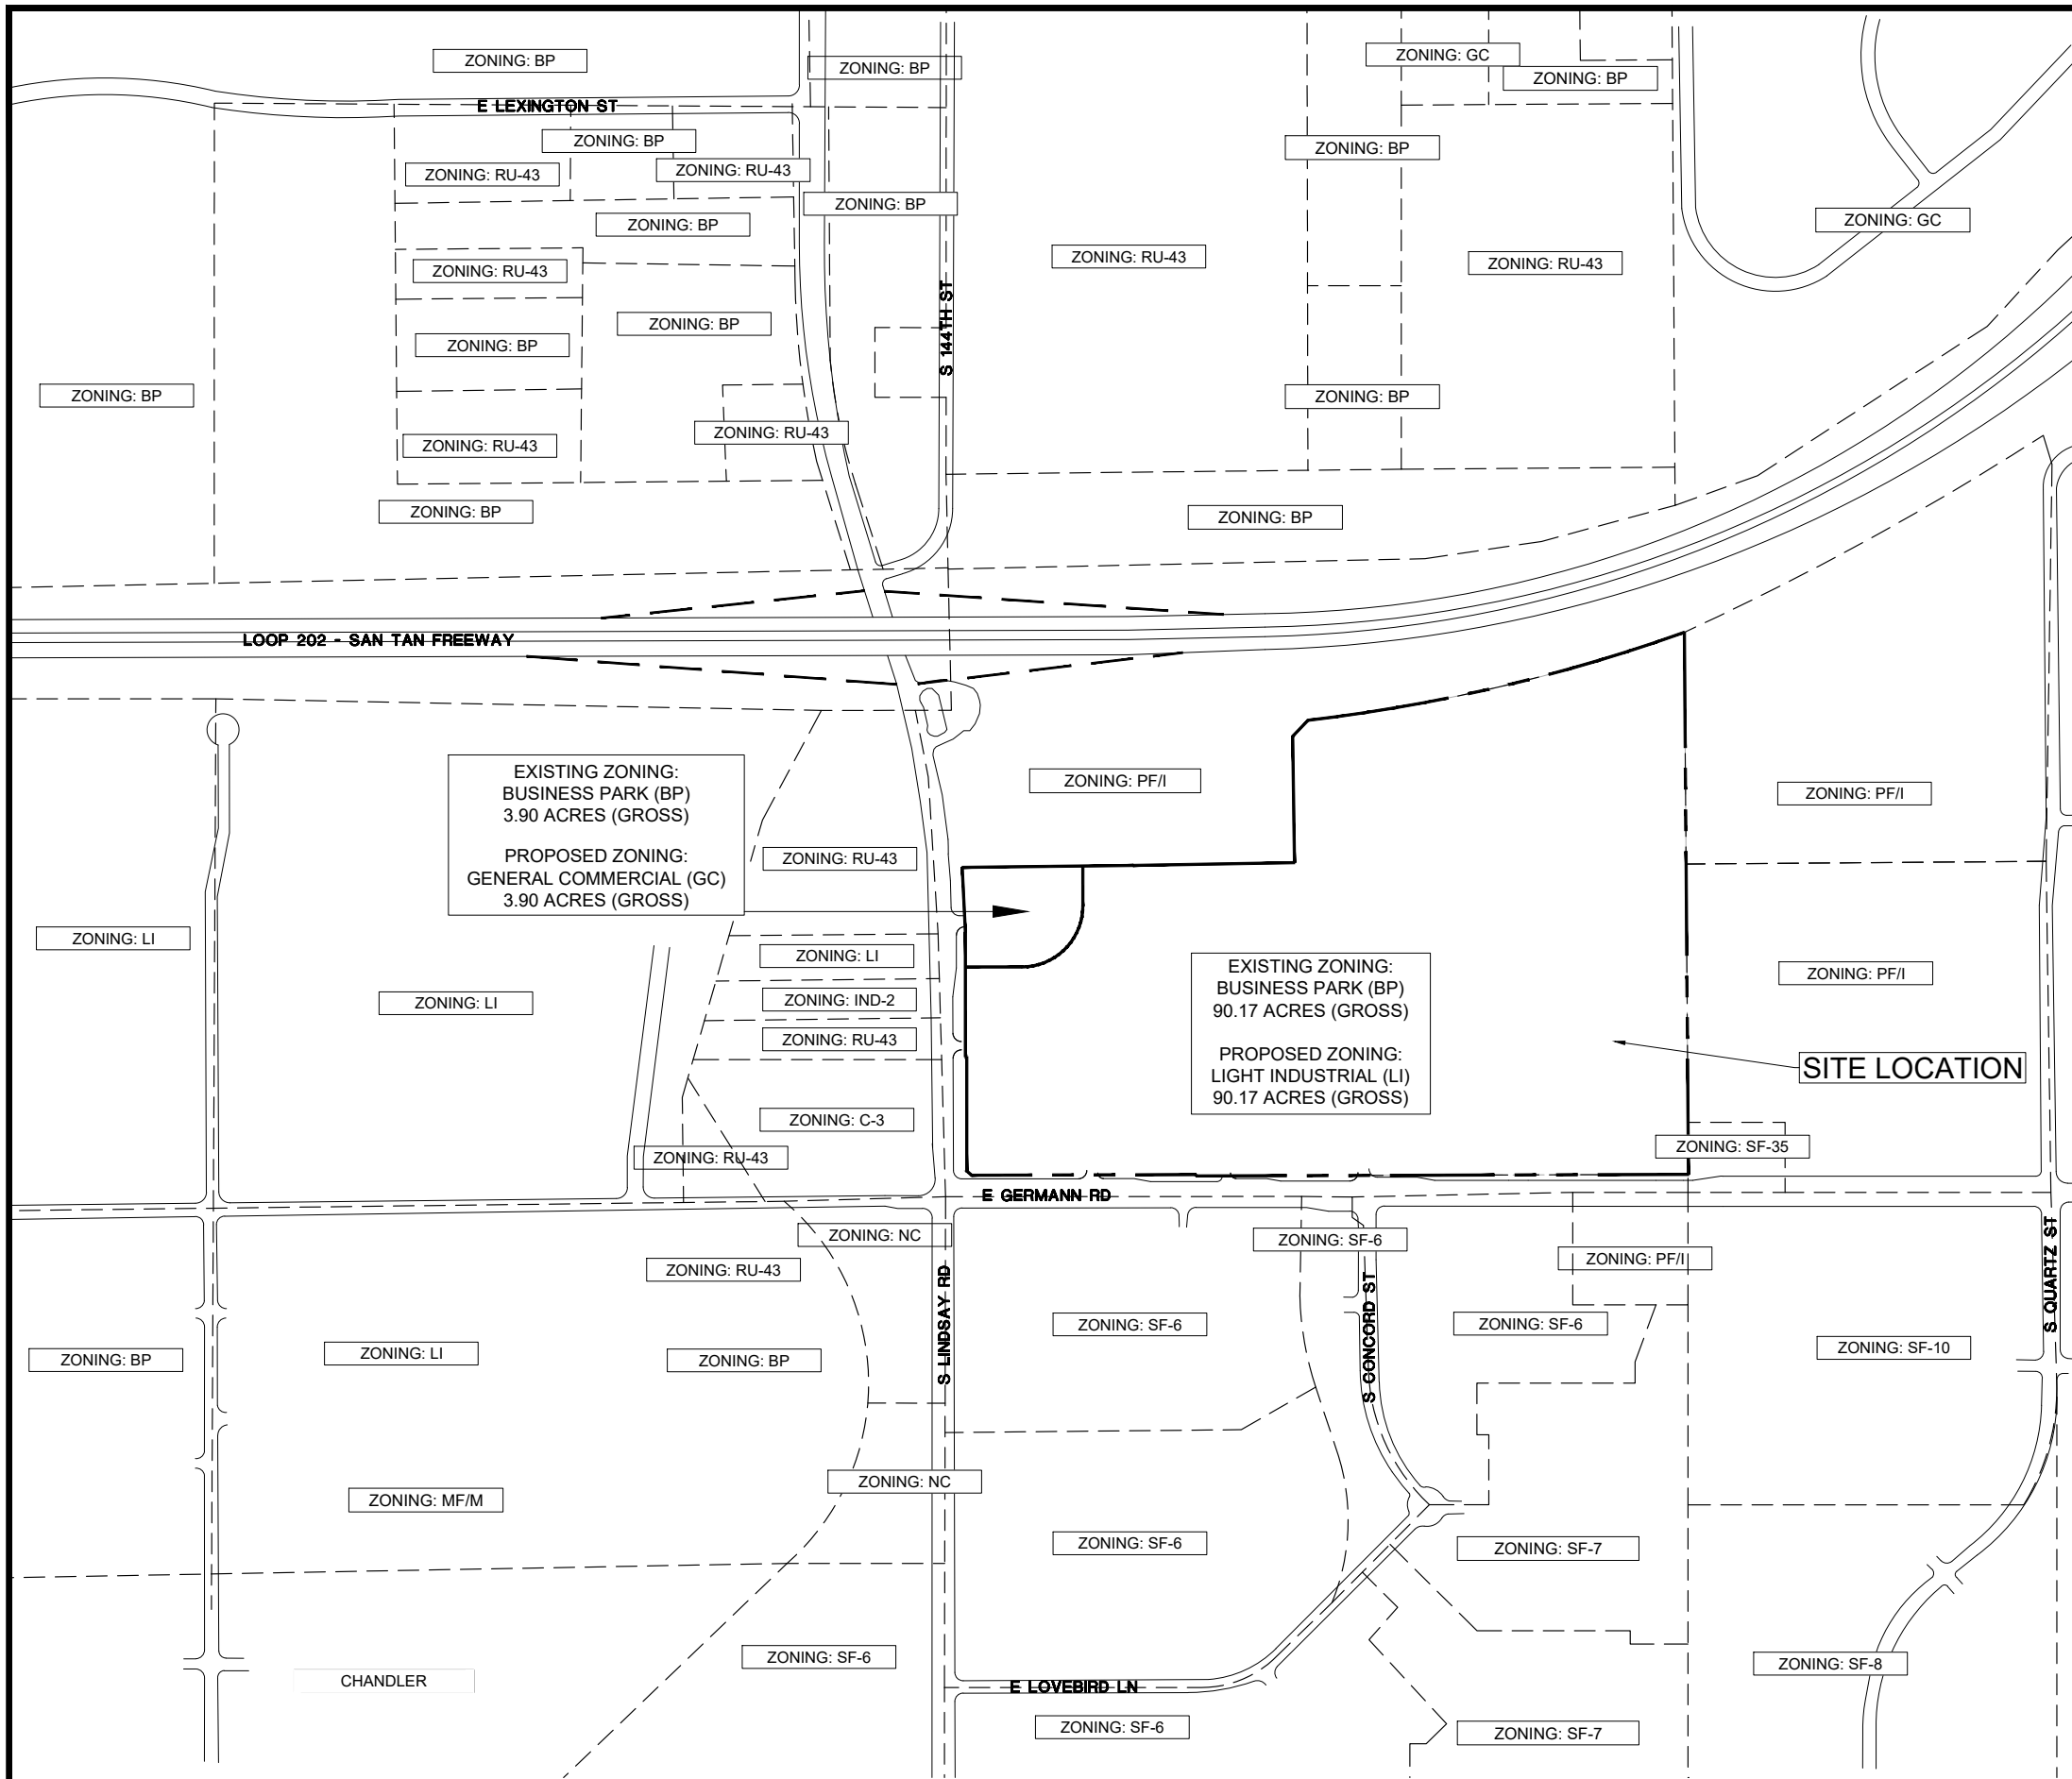 ZONING: BP
ZONING: BP
ZONING: GC
ZONING: BP
E LEXINGTON ST
ZONING: BP
ZONING: BP
ZONING: RU-43
ZONING: RU-43
ZONING: BP
ZONING: BP
ZONING: GC
ZONING: RU-43
ZONING: RU-43
ZONING: RU-43
S 144TH ST
ZONING: BP
ZONING: BP
ZONING: BP
ZONING: BP
ZONING: RU-43
ZONING: RU-43
ZONING: BP
ZONING: BP
LOOP 202 - SAN TAN FREEWAY
EXISTING ZONING:
BUSINESS PARK (BP)
3.90 ACRES (GROSS)
PROPOSED ZONING:
GENERAL COMMERCIAL (GC)
3.90 ACRES (GROSS)
ZONING: PF/I
ZONING: PF/I
ZONING: RU-43
ZONING: LI
ZONING: LI
ZONING: LI
ZONING: IND-2
ZONING: RU-43
EXISTING ZONING:
BUSINESS PARK (BP)
90.17 ACRES (GROSS)
PROPOSED ZONING:
LIGHT INDUSTRIAL (LI)
90.17 ACRES (GROSS)
ZONING: PF/I
SITE LOCATION
ZONING: C-3
ZONING: RU-43
ZONING: SF-35
E GERMANN RD
ZONING: NC
ZONING: SF-6
ZONING: RU-43
ZONING: PF/I
S LINDSAY RD
S CONCORD ST
S QUARTZ ST
ZONING: SF-6
ZONING: SF-6
ZONING: BP
ZONING: LI
ZONING: BP
ZONING: SF-10
ZONING: NC
ZONING: MF/M
ZONING: SF-6
ZONING: SF-7
ZONING: SF-6
ZONING: SF-8
CHANDLER
E LOVEBIRD LN
ZONING: SF-6
ZONING: SF-7